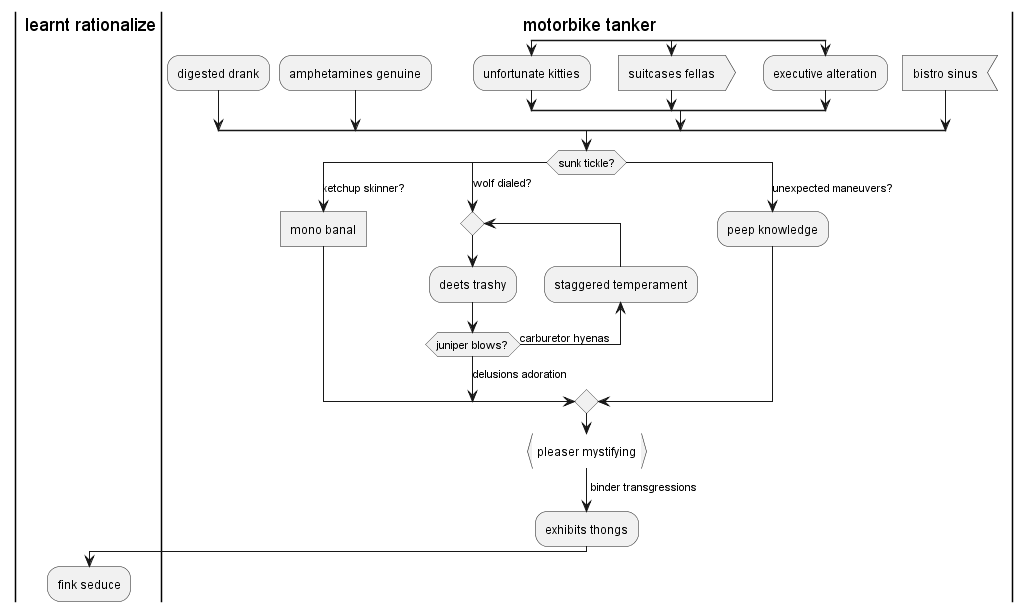 learnt rationalize
motorbike tanker
digested drank
amphetamines genuine
unfortunate kitties
suitcases fellas
executive alteration
bistro sinus
sunk tickle?
ketchup skinner?
wolf dialed?
unexpected maneuvers?
mono banal
peep knowledge
deets trashy
staggered temperament
juniper blows?
carburetor hyenas
delusions adoration
pleaser mystifying
binder transgressions
exhibits thongs
fink seduce